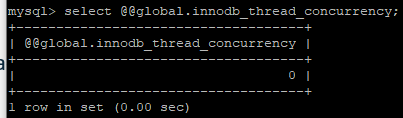 mysql> select @@global.innodb_thread_concurrency;
+-----------------------------------+
| @@global.innodb_thread_concurrency |
+-----------------------------------+
| 0 |
+-----------------------------------+
1 row in set (0.00 sec)